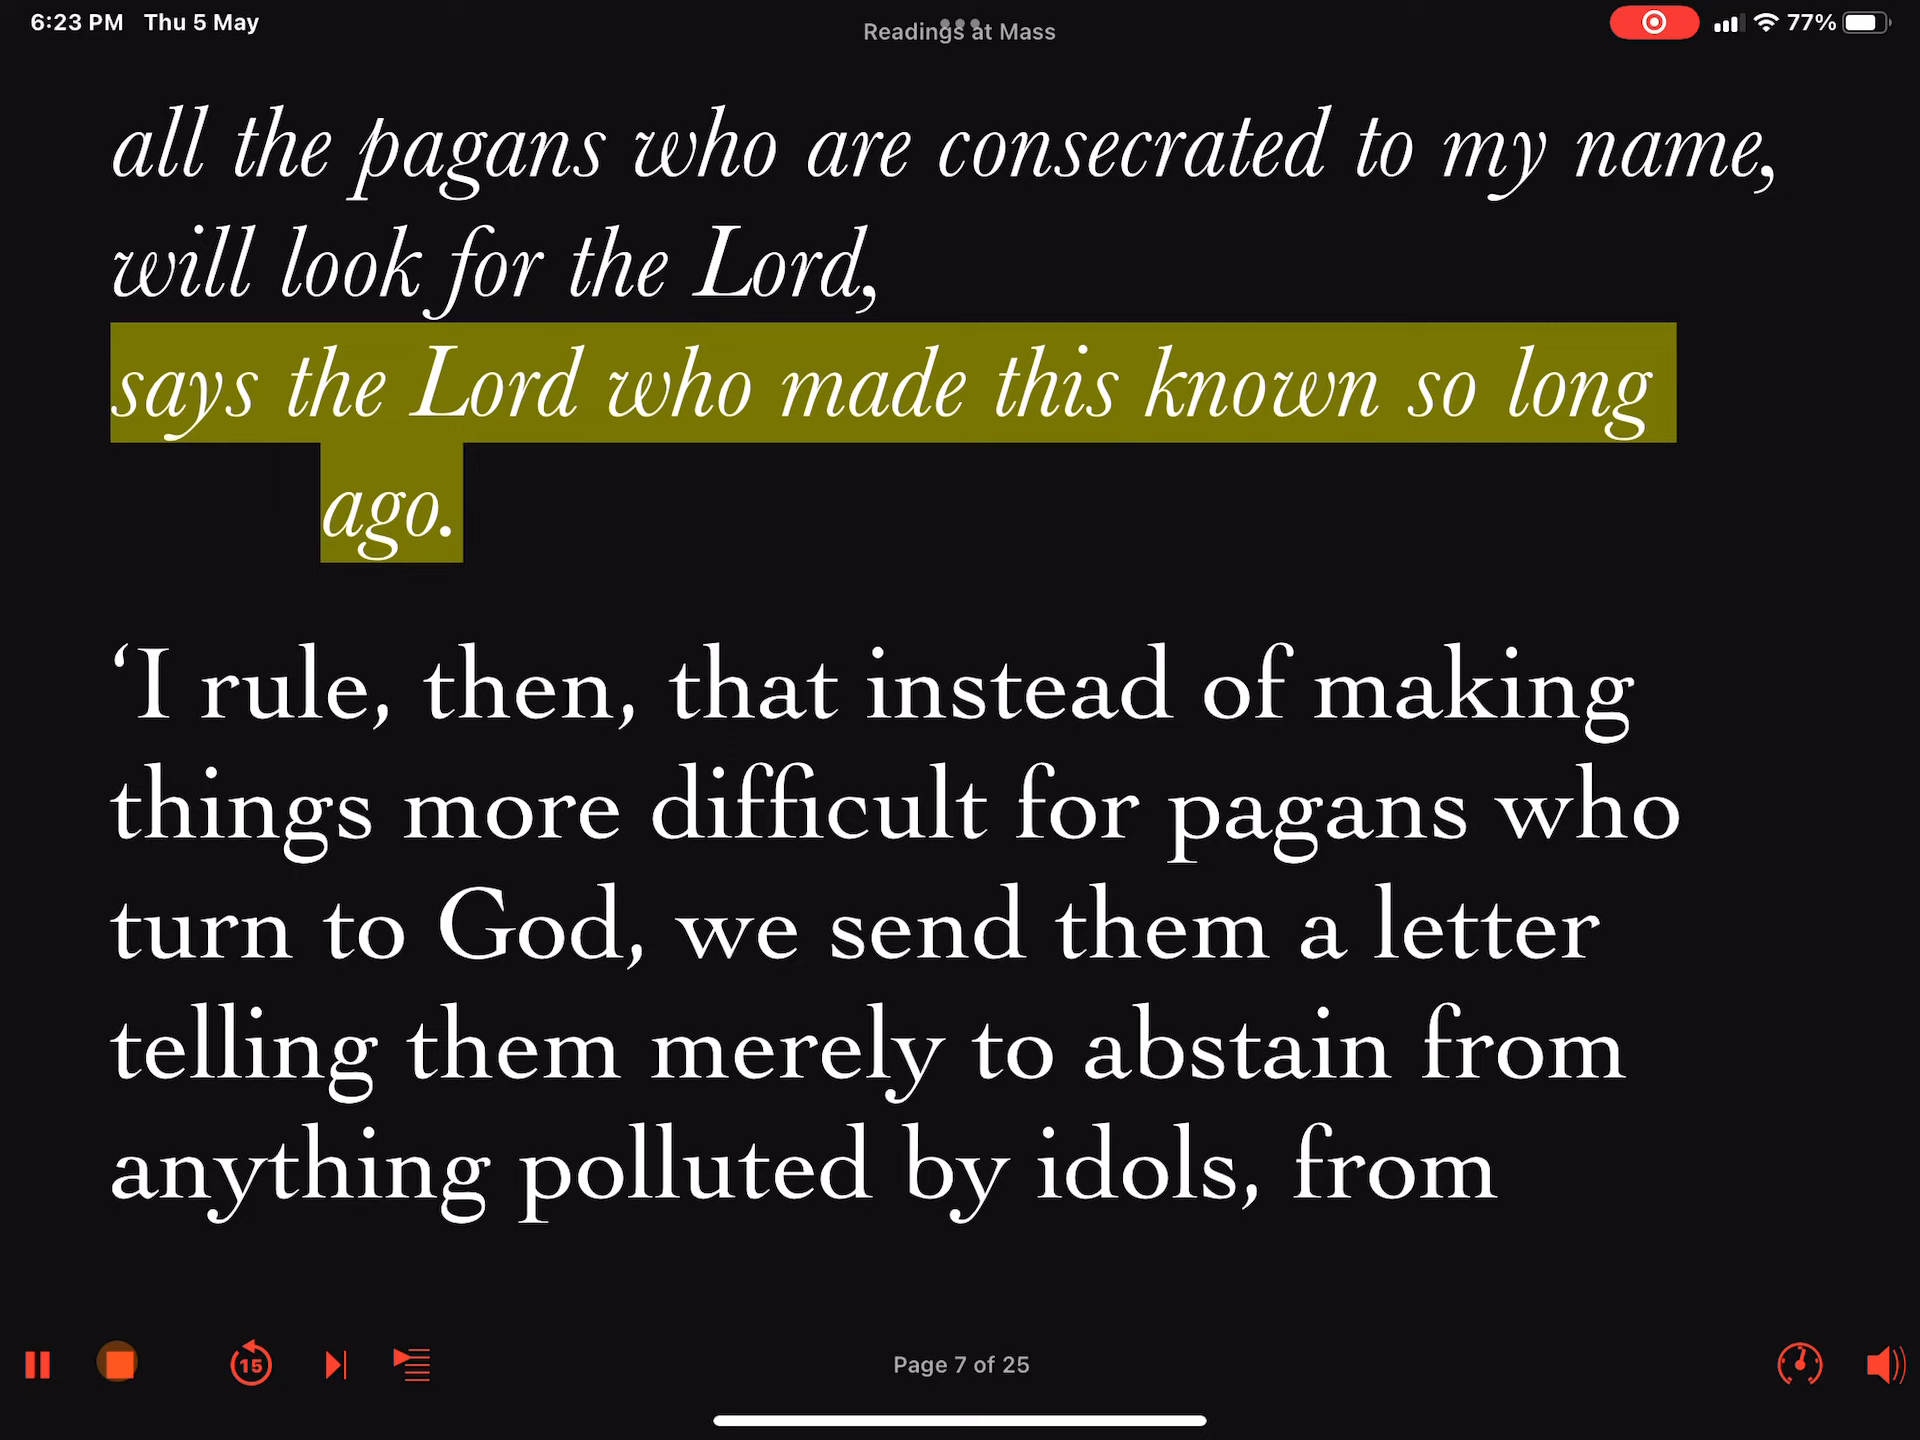 6:23 PM Thu 5 May
Readings at Mass
77%
all the pagans who are consecrated to my name,
will look for the Lord,
says the Lord who made this known so long
ago.
‘I rule, then, that instead of making
things more difficult for pagans who
turn to God, we send them a letter
telling them merely to abstain from
anything polluted by idols, from
15
Page 7 of 25